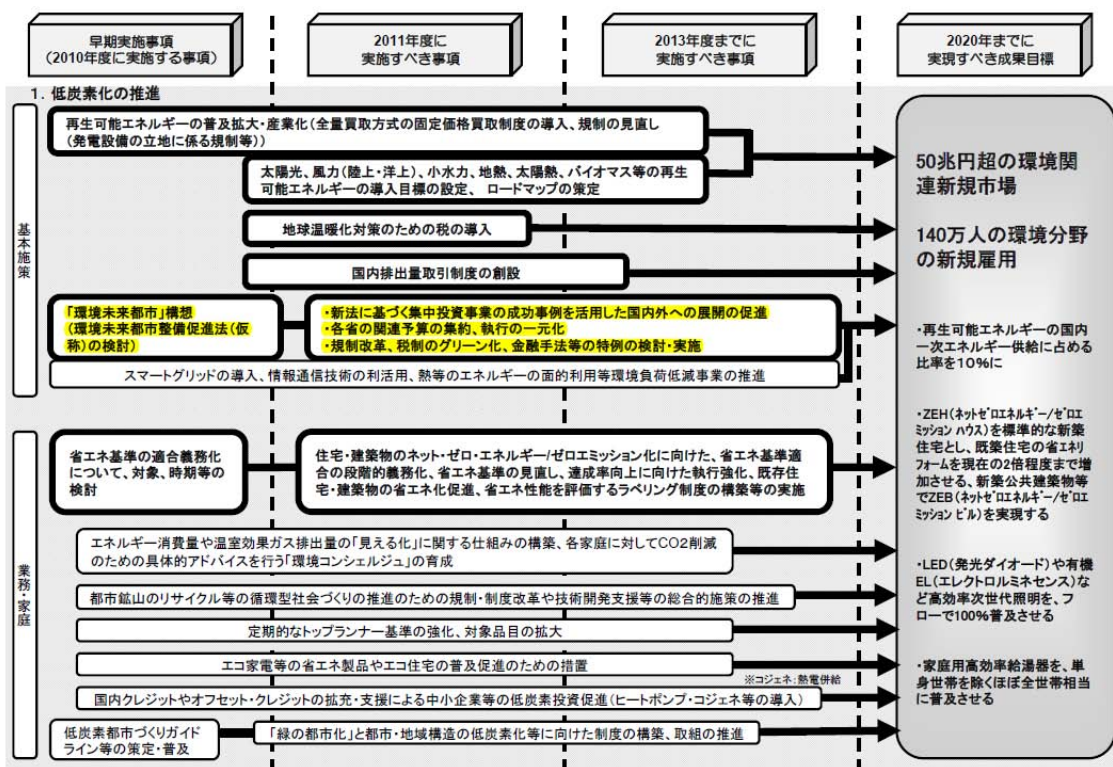 早期実施事項
(2010年度に実施する事項)
2011年度に
実施すべき事項
2013年度までに
実施すべき事項
2020年までに
実現すべき成果目標
1. 低炭素化の推進
基本施策
再生可能エネルギーの普及拡大・産業化(全量買取方式の固定価格買取制度の導入、規制の見直し
(発電設備の立地に係る規制等))
太陽光、風力(陸上・洋上)、小水力、地熱、太陽熱、バイオマス等の再生
可能エネルギーの導入目標の設定、 ロードマップの策定
地球温暖化対策のための税の導入
国内排出量取引制度の創設
「環境未来都市」構想
(環境未来都市整備促進法(仮
称)の検討)
・新法に基づく集中投資事業の成功事例を活用した国内外への展開の促進
・各省の関連予算の集約、執行の一元化
・規制改革、税制のグリーン化、金融手法等の特例の検討・実施
スマートグリッドの導入、情報通信技術の利活用、熱等のエネルギーの面的利用等環境負荷低減事業の推進
業務・家庭
省エネ基準の適合義務化
について、対象、時期等の
検討
住宅・建築物のネット・ゼロ・エネルギー/ゼロエミッション化に向けた、省エネ基準適
合の段階的義務化、省エネ基準の見直し、達成率向上に向けた執行強化、既存住
宅・建築物の省エネ化促進、省エネ性能を評価するラベリング制度の構築等の実施
エネルギー消費量や温室効果ガス排出量の「見える化」に関する仕組みの構築、各家庭に対してCO2削減
のための具体的アドバイスを行う「環境コンシェルジュ」の育成
都市鉱山のリサイクル等の循環型社会づくりの推進のための規制・制度改革や技術開発支援等の総合的施策の推進
定期的なトップランナー基準の強化、対象品目の拡大
エコ家電等の省エネ製品やエコ住宅の普及促進のための措置
※コジェネ:熱電併給
国内クレジットやオフセット・クレジットの拡充・支援による中小企業等の低炭素投資促進(ヒートポンプ・コジェネ等の導入)
低炭素都市づくりガイド
ライン等の策定・普及
「緑の都市化」と都市・地域構造の低炭素化等に向けた制度の構築、取組の推進
50兆円超の環境関
連新規市場
140万人の環境分野
の新規雇用
・再生可能エネルギーの国内
一次エネルギー供給に占める
比率を10%に
・ZEH(ネットゼロエネルギー/ゼロエ
ミッション ハウス)を標準的な新築
住宅とし、既築住宅の省エネリ
フォームを現在の2倍程度まで増
加させる、新築公共建築物等
でZEB(ネットゼロエネルギー/ゼロエ
ミッション ビル)を実現する
・LED(発光ダイオード)や有機
EL(エレクトロルミネセンス)な
ど高効率次世代照明を、フ
ローで100%普及させる
・家庭用高効率給湯器を、単
身世帯を除くほぼ全世帯相当
に普及させる